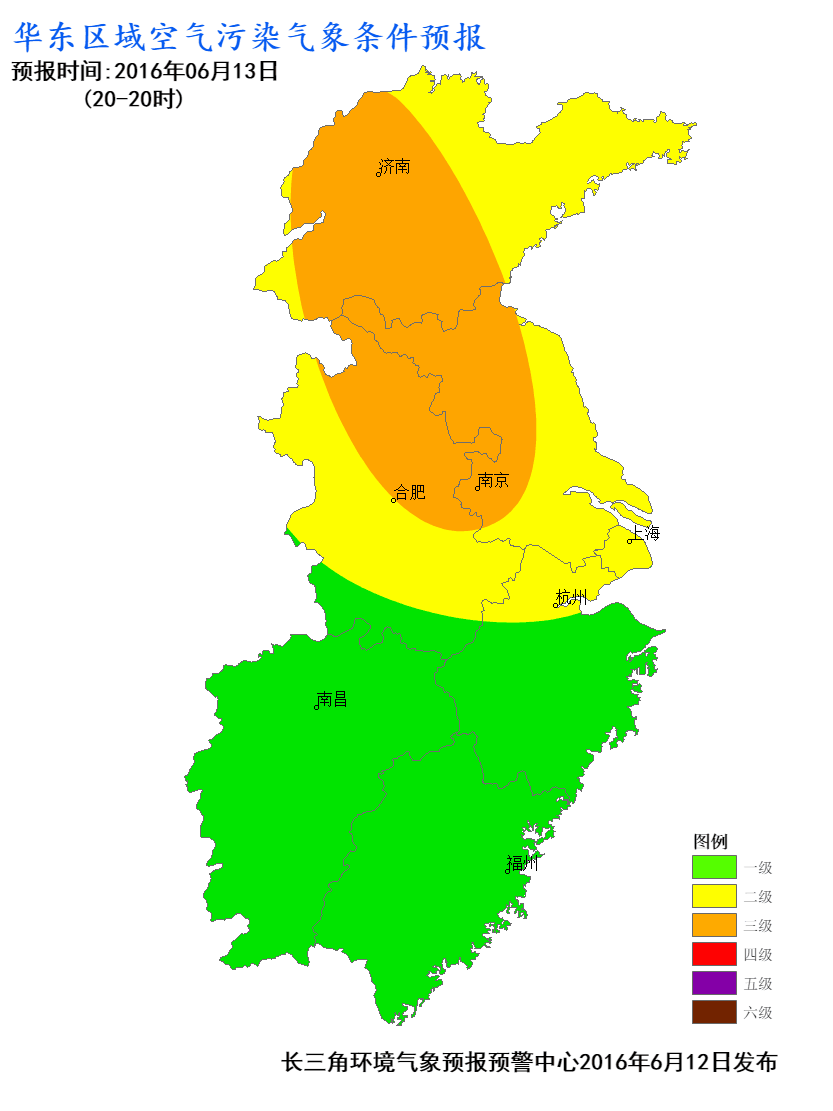 华东区域空气污染气象条件预报
预报时间:2016年06月13日
(20-20时)
济南
南京
合肥
上海
杭州
南昌
福州
图例
一级
二级
三级
四级
五级
六级
长三角环境气象预报预警中心2016年6月12日发布